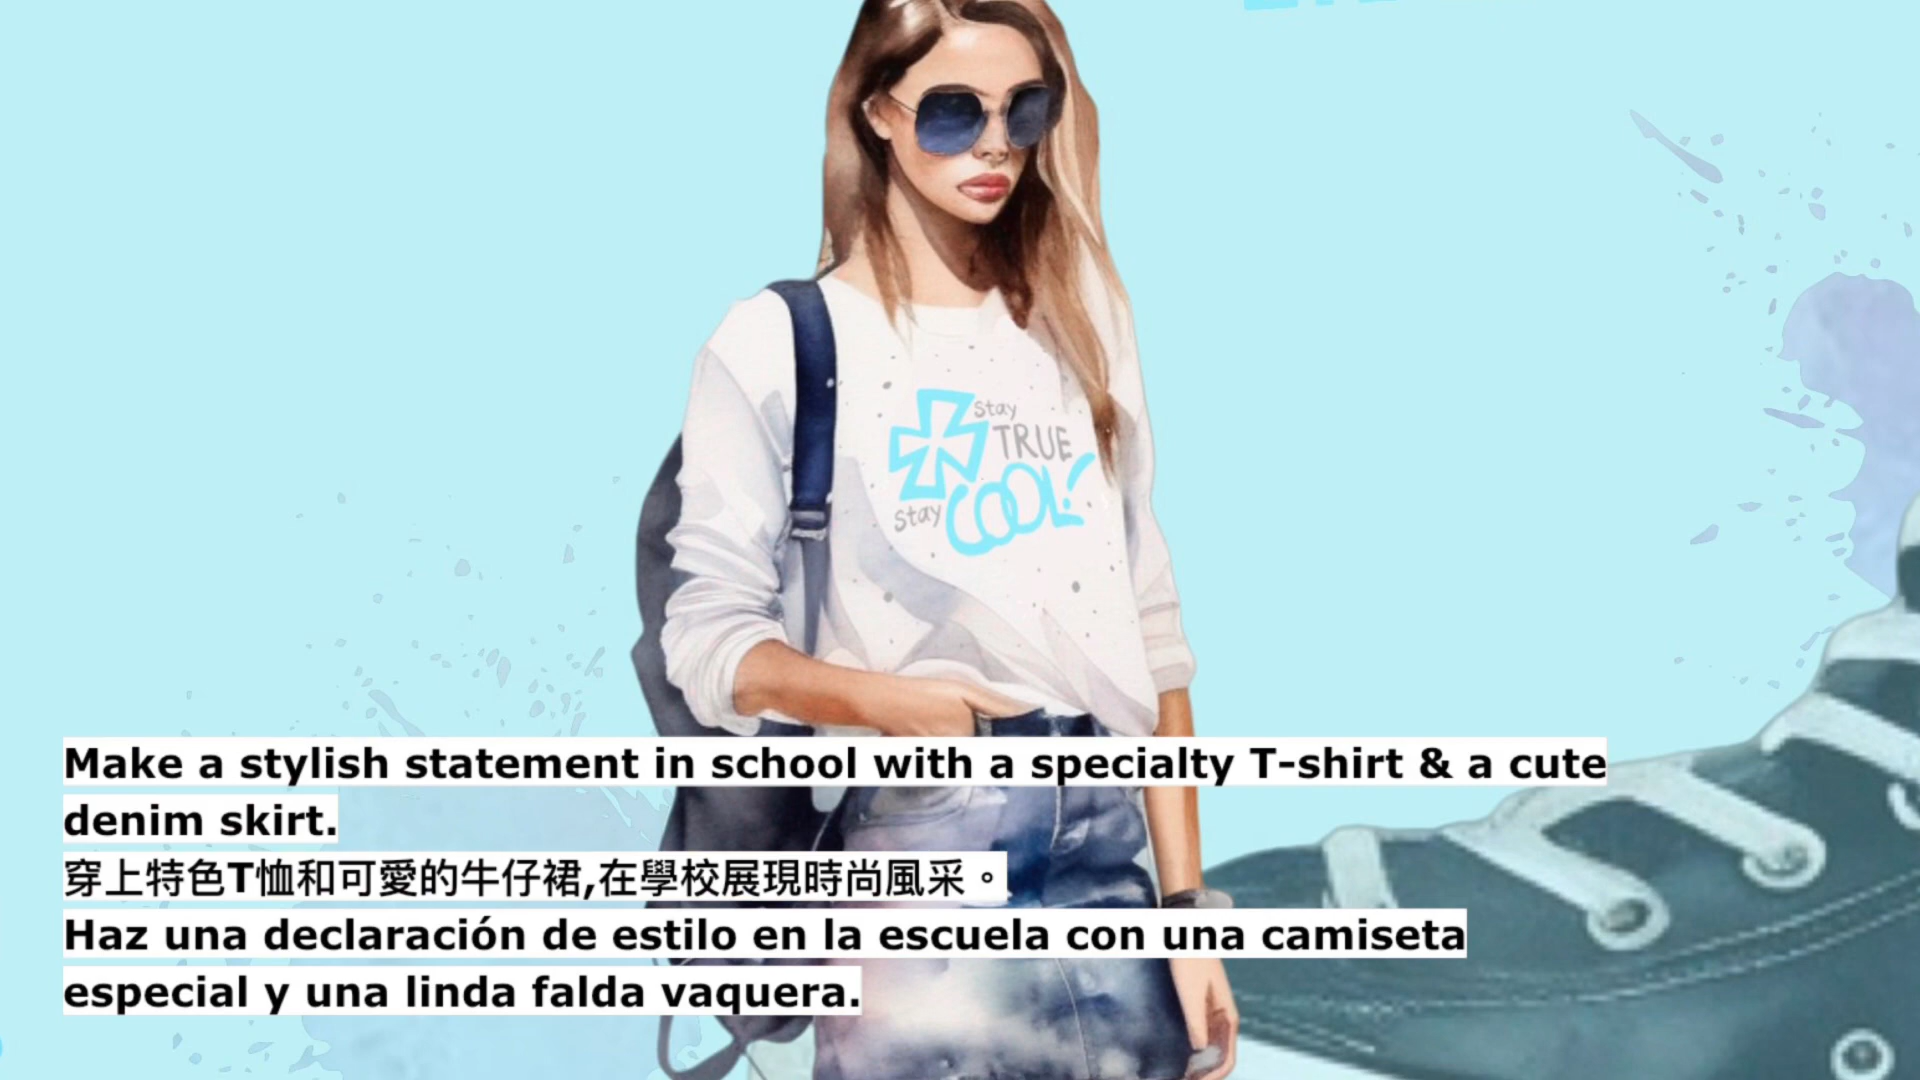 stay
TRUE
stay COOL!
Make a stylish statement in school with a specialty T-shirt & a cute
denim skirt.
穿上特色T恤和可愛的牛仔裙,在學校展現時尚風采。
Haz una declaración de estilo en la escuela con una camiseta
especial y una linda falda vaquera.